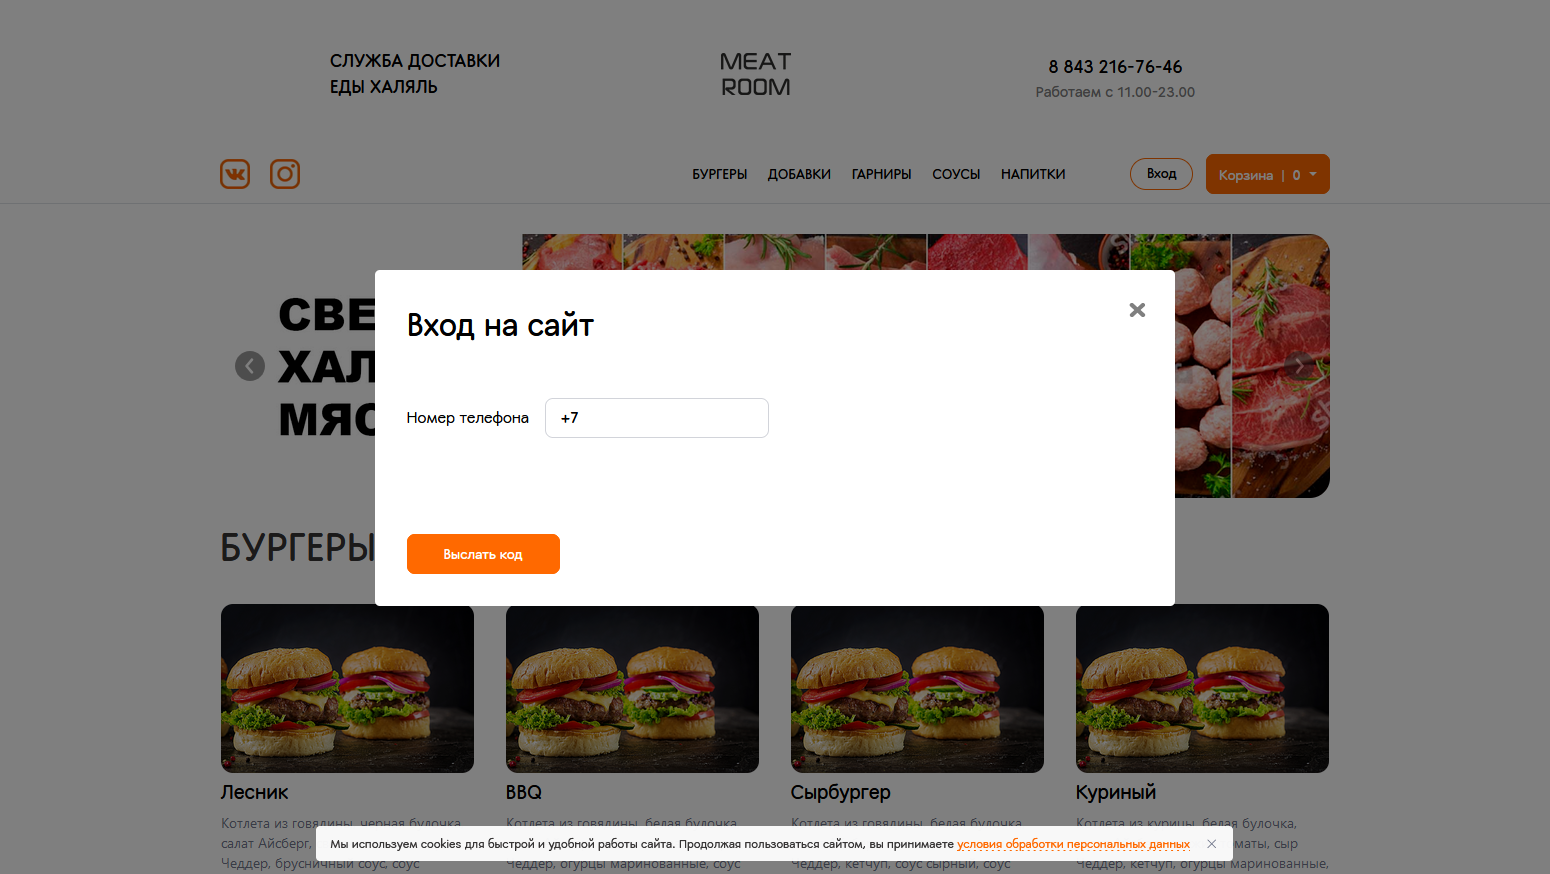 СЛУЖБА ДОСТАВКИ
ЕДЫ ХАЛЯЛЬ
MEAT
ROOM
8 843 216-76-46
Работаем с 11.00-23.00
БУРГЕРЫ ДОБАВКИ ГАРНИРЫ СОУСЫ НАПИТКИ
Вход
Корзина | 0
СВЕ
ХАЛ
МЯС
Вход на сайт
Номер телефона +7
Выслать код
БУРГЕРЫ
Лесник
Котлета из говядины, черная булочка,
салат Айсберг,
Чеддер, брусничный соус, соус
BBQ
Котлета из говядины, белая булочка,
Чеддер, огурцы маринованные, соус
Сырбургер
Котлета из говядины, белая булочка,
Чеддер, кетчуп, соус сырный, соус
Куриный
Котлета из курицы, белая булочка,
маты, сыр
Чеддер, кетчуп, огурцы маринованные,
Мы используем cookies для быстрой и удобной работы сайта. Продолжая пользоваться сайтом, вы принимаете условия обработки персональных данных